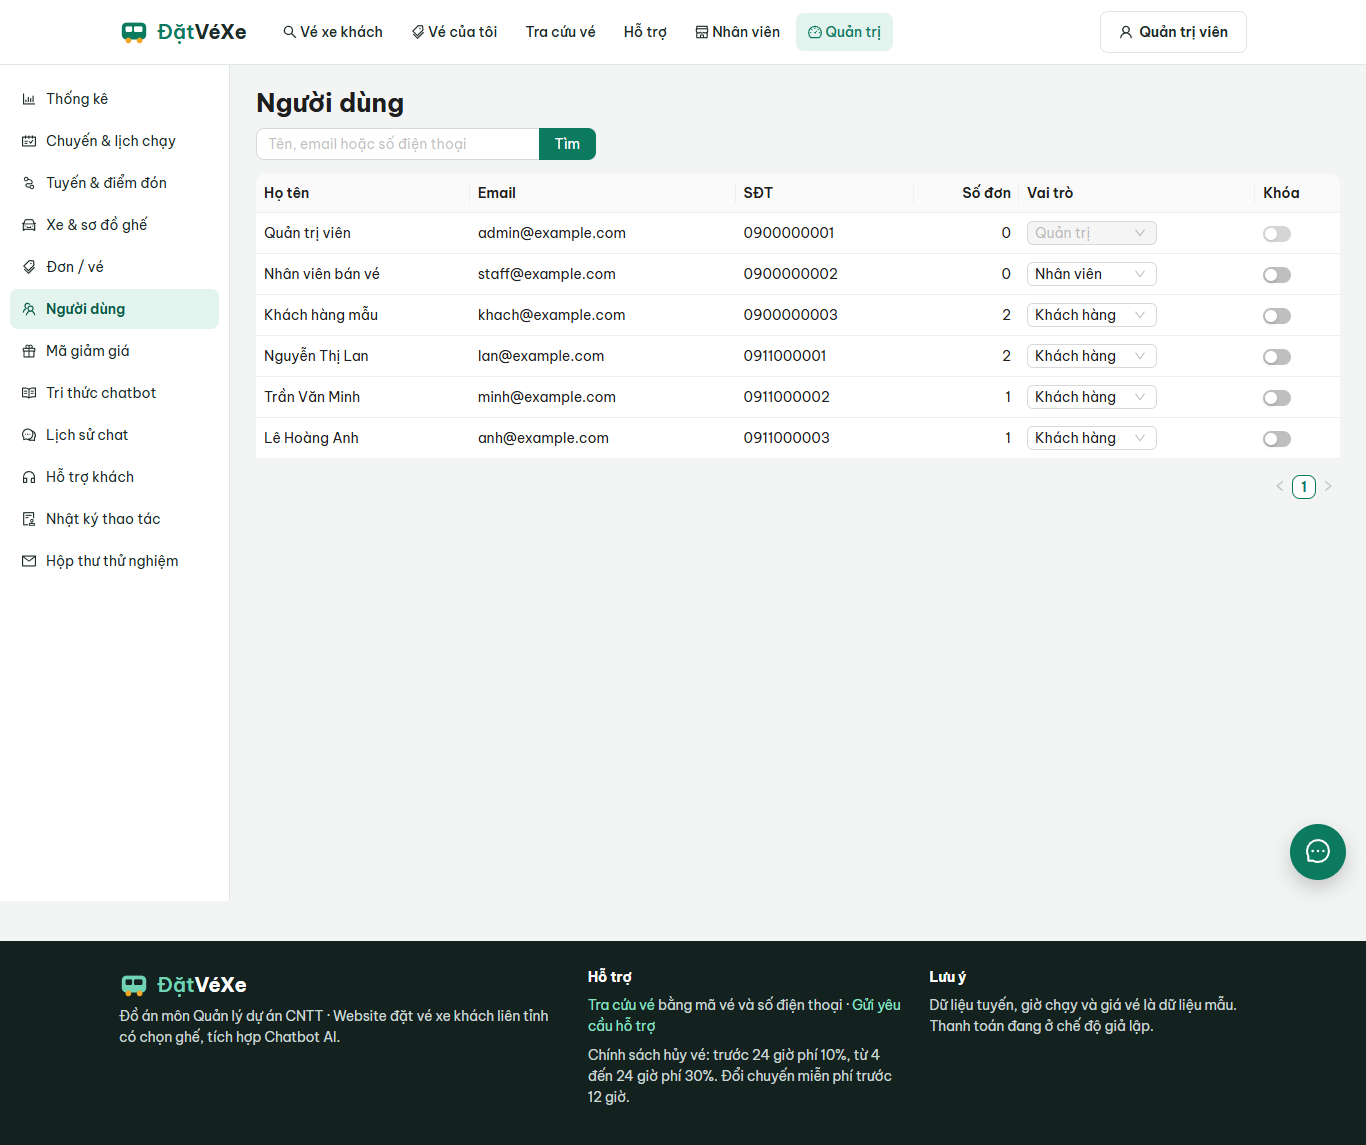 ĐặtVéXe
Vé xe khách
Vé của tôi
Tra cứu vé
Hỗ trợ
Nhân viên
Quản trị
Quản trị viên
Thống kê
Chuyến & lịch chạy
Tuyến & điểm đón
Xe & sơ đồ ghế
Đơn / vé
Người dùng
Mã giảm giá
Tri thức chatbot
Lịch sử chat
Hỗ trợ khách
Nhật ký thao tác
Hộp thư thử nghiệm
Người dùng
Tên, email hoặc số điện thoại
Tìm
Họ tên Email SĐT Số đơn Vai trò Khóa
Quản trị viên admin@example.com 0900000001 0 Quản trị
Nhân viên bán vé staff@example.com 0900000002 0 Nhân viên
Khách hàng mẫu khach@example.com 0900000003 2 Khách hàng
Nguyễn Thị Lan lan@example.com 0911000001 2 Khách hàng
Trần Văn Minh minh@example.com 0911000002 1 Khách hàng
Lê Hoàng Anh anh@example.com 0911000003 1 Khách hàng
1
ĐặtVéXe
Đồ án môn Quản lý dự án CNTT · Website đặt vé xe khách liên tỉnh
có chọn ghế, tích hợp Chatbot AI.
Hỗ trợ
Tra cứu vé bằng mã vé và số điện thoại · Gửi yêu
cầu hỗ trợ
Chính sách hủy vé: trước 24 giờ phí 10%, từ 4
đến 24 giờ phí 30%. Đổi chuyến miễn phí trước
12 giờ.
Lưu ý
Dữ liệu tuyến, giờ chạy và giá vé là dữ liệu mẫu.
Thanh toán đang ở chế độ giả lập.